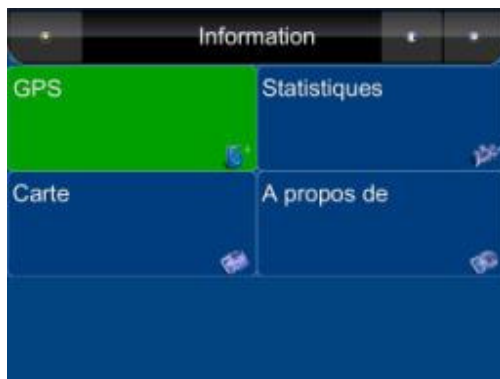 Information
GPS
Statistiques
Carte
A propos de